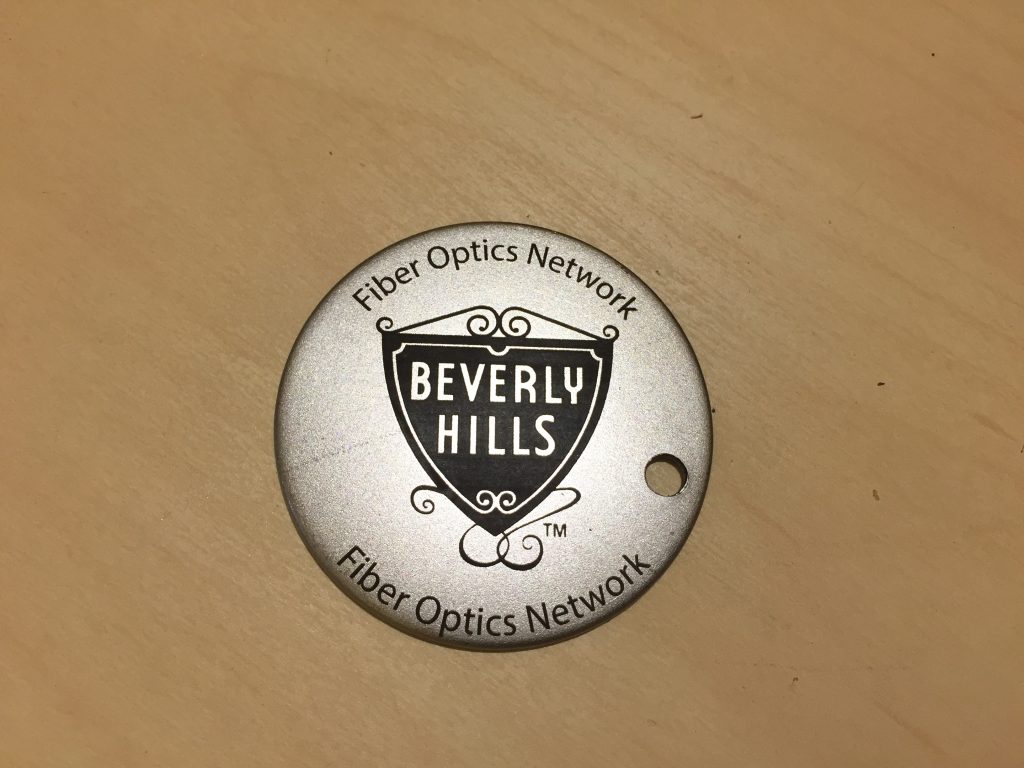 Fiber Optics Network
BEVERLY
HILLS
TM
Fiber Optics Network